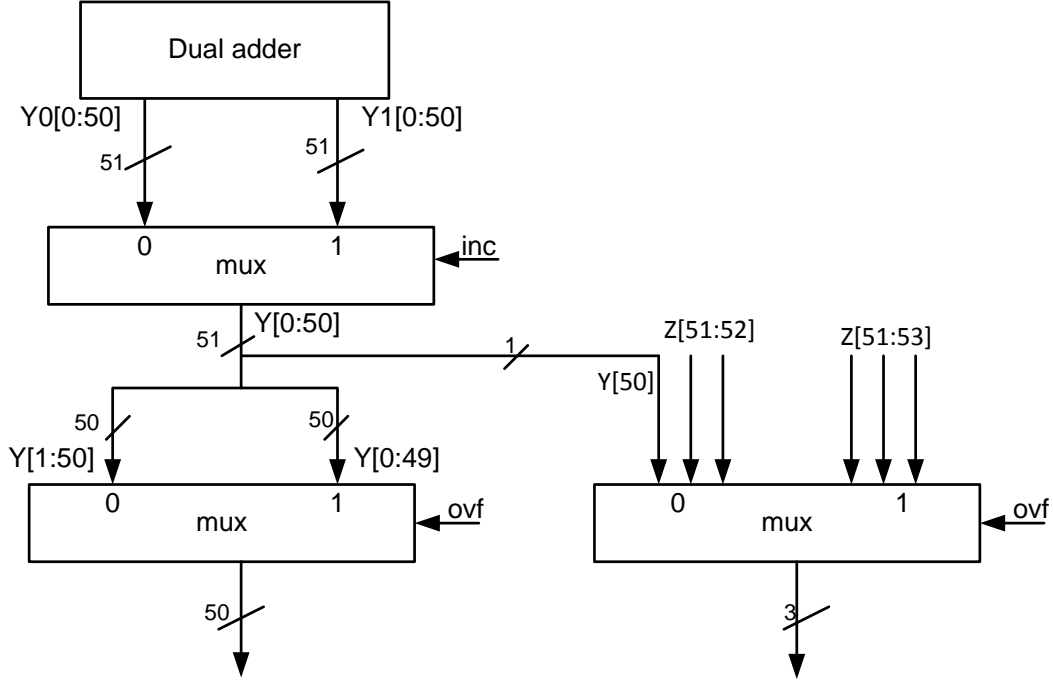 Dual adder
Y0[0:50]
Y1[0:50]
51
51
0
1
mux
inc
51
Y[0:50]
1
Z[51:52]
Z[51:53]
Y[50]
50
50
Y[1:50]
Y[0:49]
0
1
mux
ovf
0
1
mux
ovf
50
3